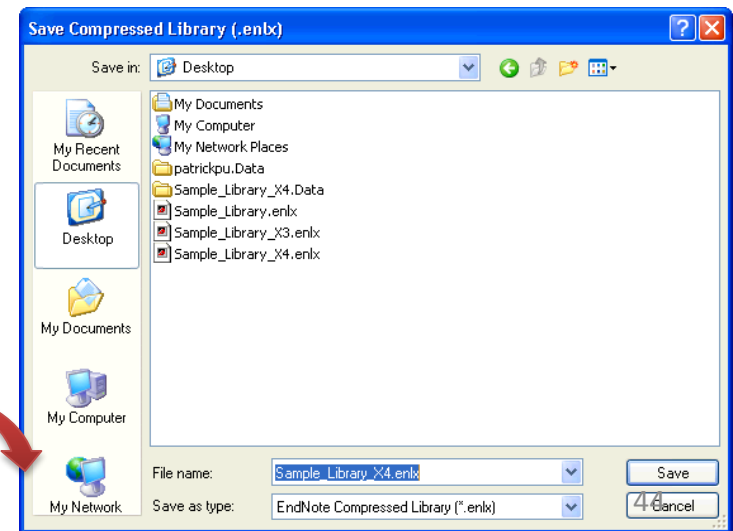 Save Compressed Library (.enlx)
Save in:
Desktop
My Recent
Documents
Desktop
My Documents
My Computer
My Network
My Documents
My Computer
My Network Places
patrickpu.Data
Sample_Library_X4.Data
Sample_Library.enlx
Sample_Library_X3.enlx
Sample_Library_X4.enlx
File name:
Sample_Library_X4.enlx
Save
Save as type:
EndNote Compressed Library (*.enlx)
Cancel
44